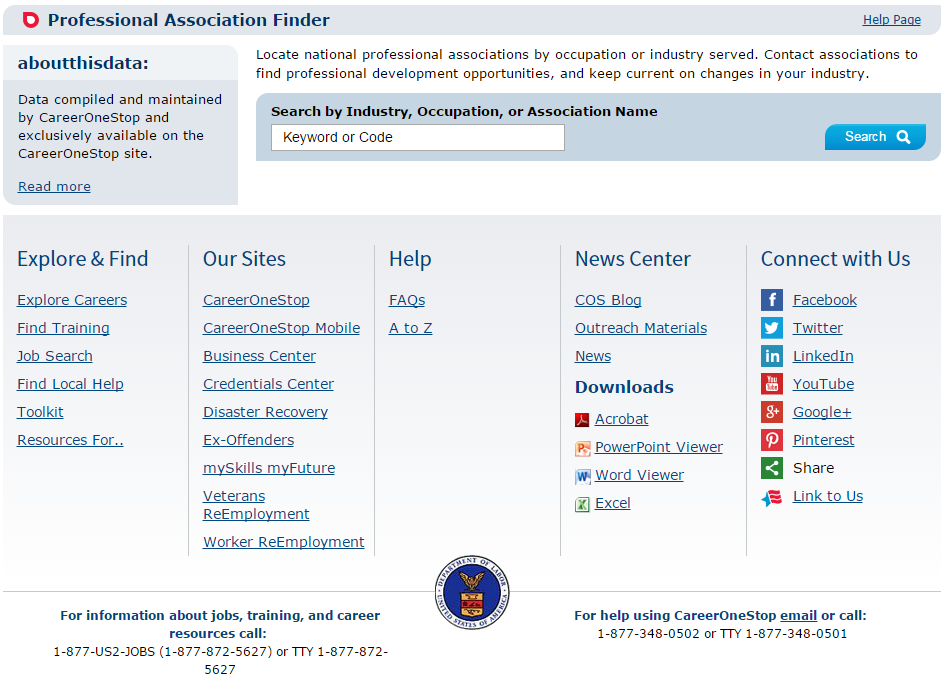 Professional Association Finder
Help Page
aboutthisdata:
Data compiled and maintained
by CareerOneStop and
exclusively available on the
CareerOneStop site.
Read more
Locate national professional associations by occupation or industry served. Contact associations to
find professional development opportunities, and keep current on changes in your industry.
Search by Industry, Occupation, or Association Name
Keyword or Code
Search
Explore & Find
Explore Careers
Find Training
Job Search
Find Local Help
Toolkit
Resources For..
Our Sites
CareerOneStop
CareerOneStop Mobile
Business Center
Credentials Center
Disaster Recovery
Ex-Offenders
mySkills myFuture
Veterans
ReEmployment
Worker ReEmployment
Help
FAQs
A to Z
News Center
COS Blog
Outreach Materials
News
Downloads
Acrobat
PowerPoint Viewer
Word Viewer
Excel
Connect with Us
Facebook
Twitter
LinkedIn
YouTube
Google+
Pinterest
Share
Link to Us
DEPARTMENT OF LABOR
UNITED STATES OF AMERICA
For information about jobs, training, and career
resources call:
1-877-US2-JOBS (1-877-872-5627) or TTY 1-877-872-
5627
For help using CareerOneStop email or call:
1-877-348-0502 or TTY 1-877-348-0501